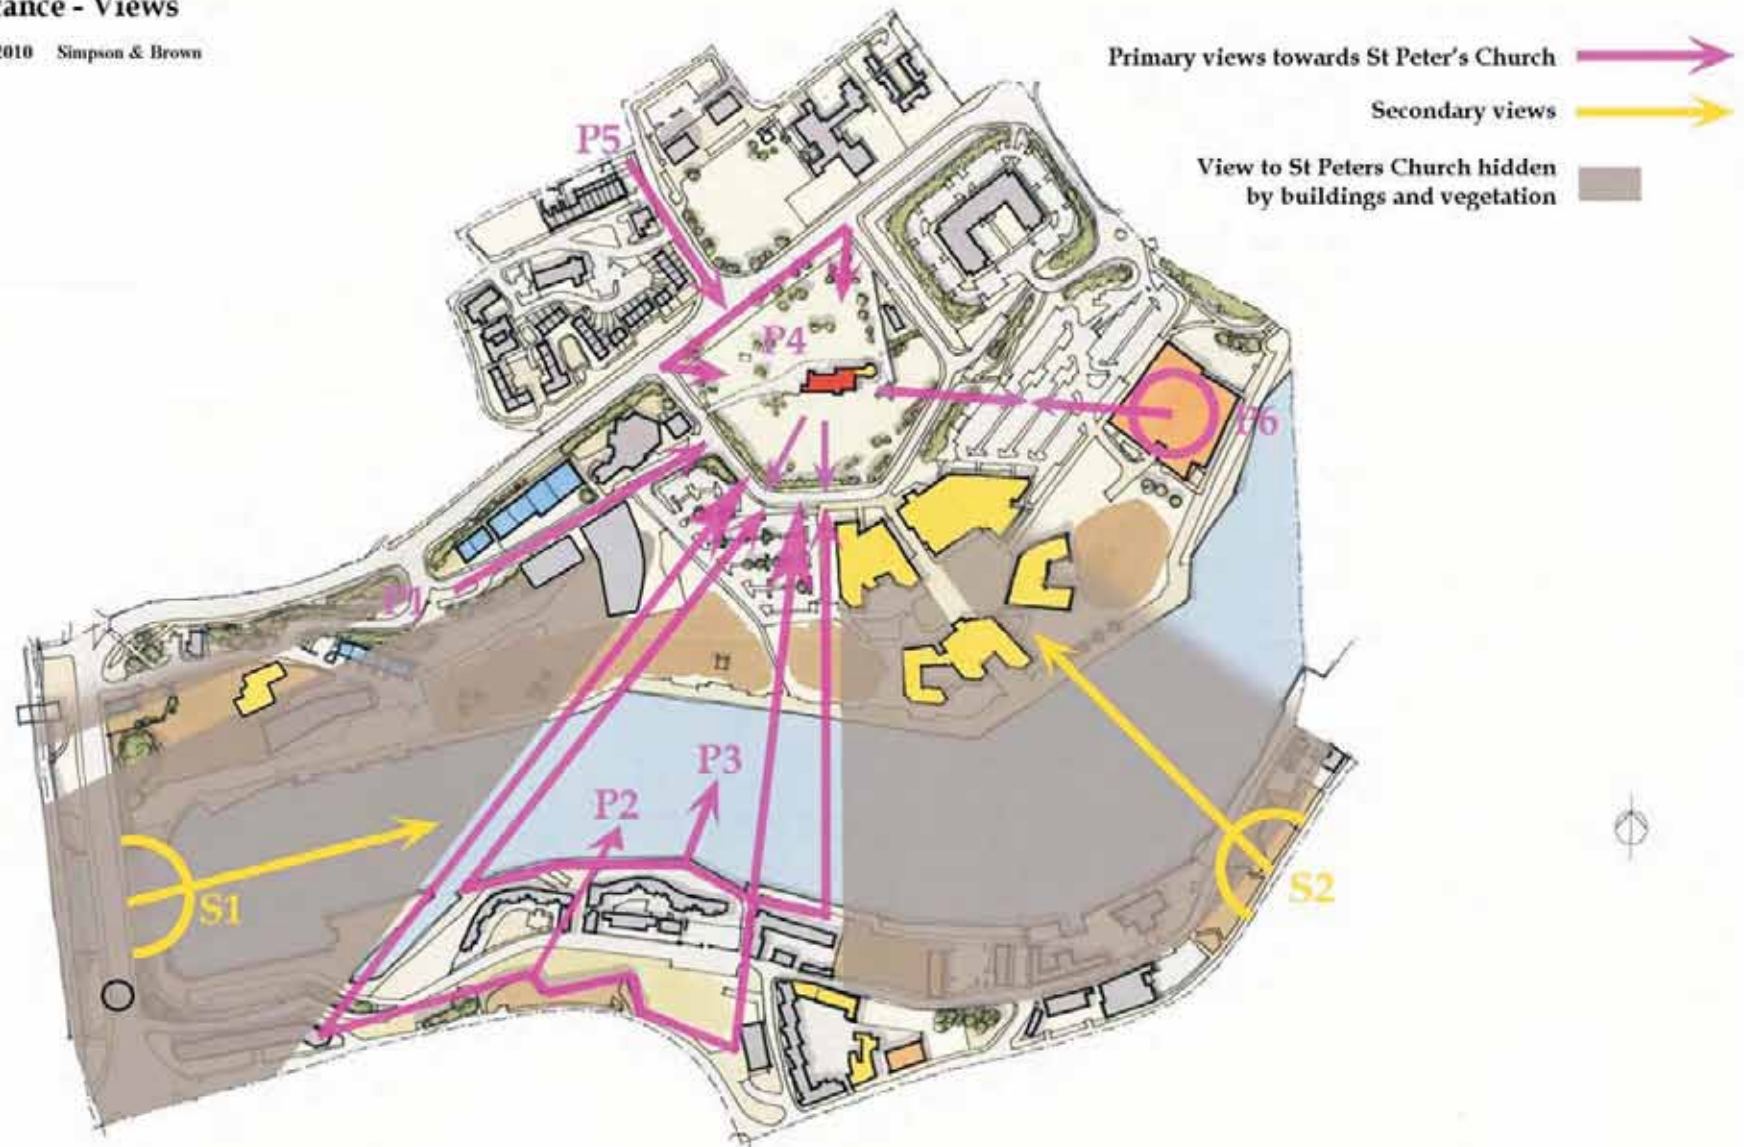 - Views
2010 Simpson & Brown
Primary views towards St Peter's Church
Secondary views
View to St Peters Church hidden
by buildings and vegetation
P5
P4
P6
P1
P3
P2
S1
S2